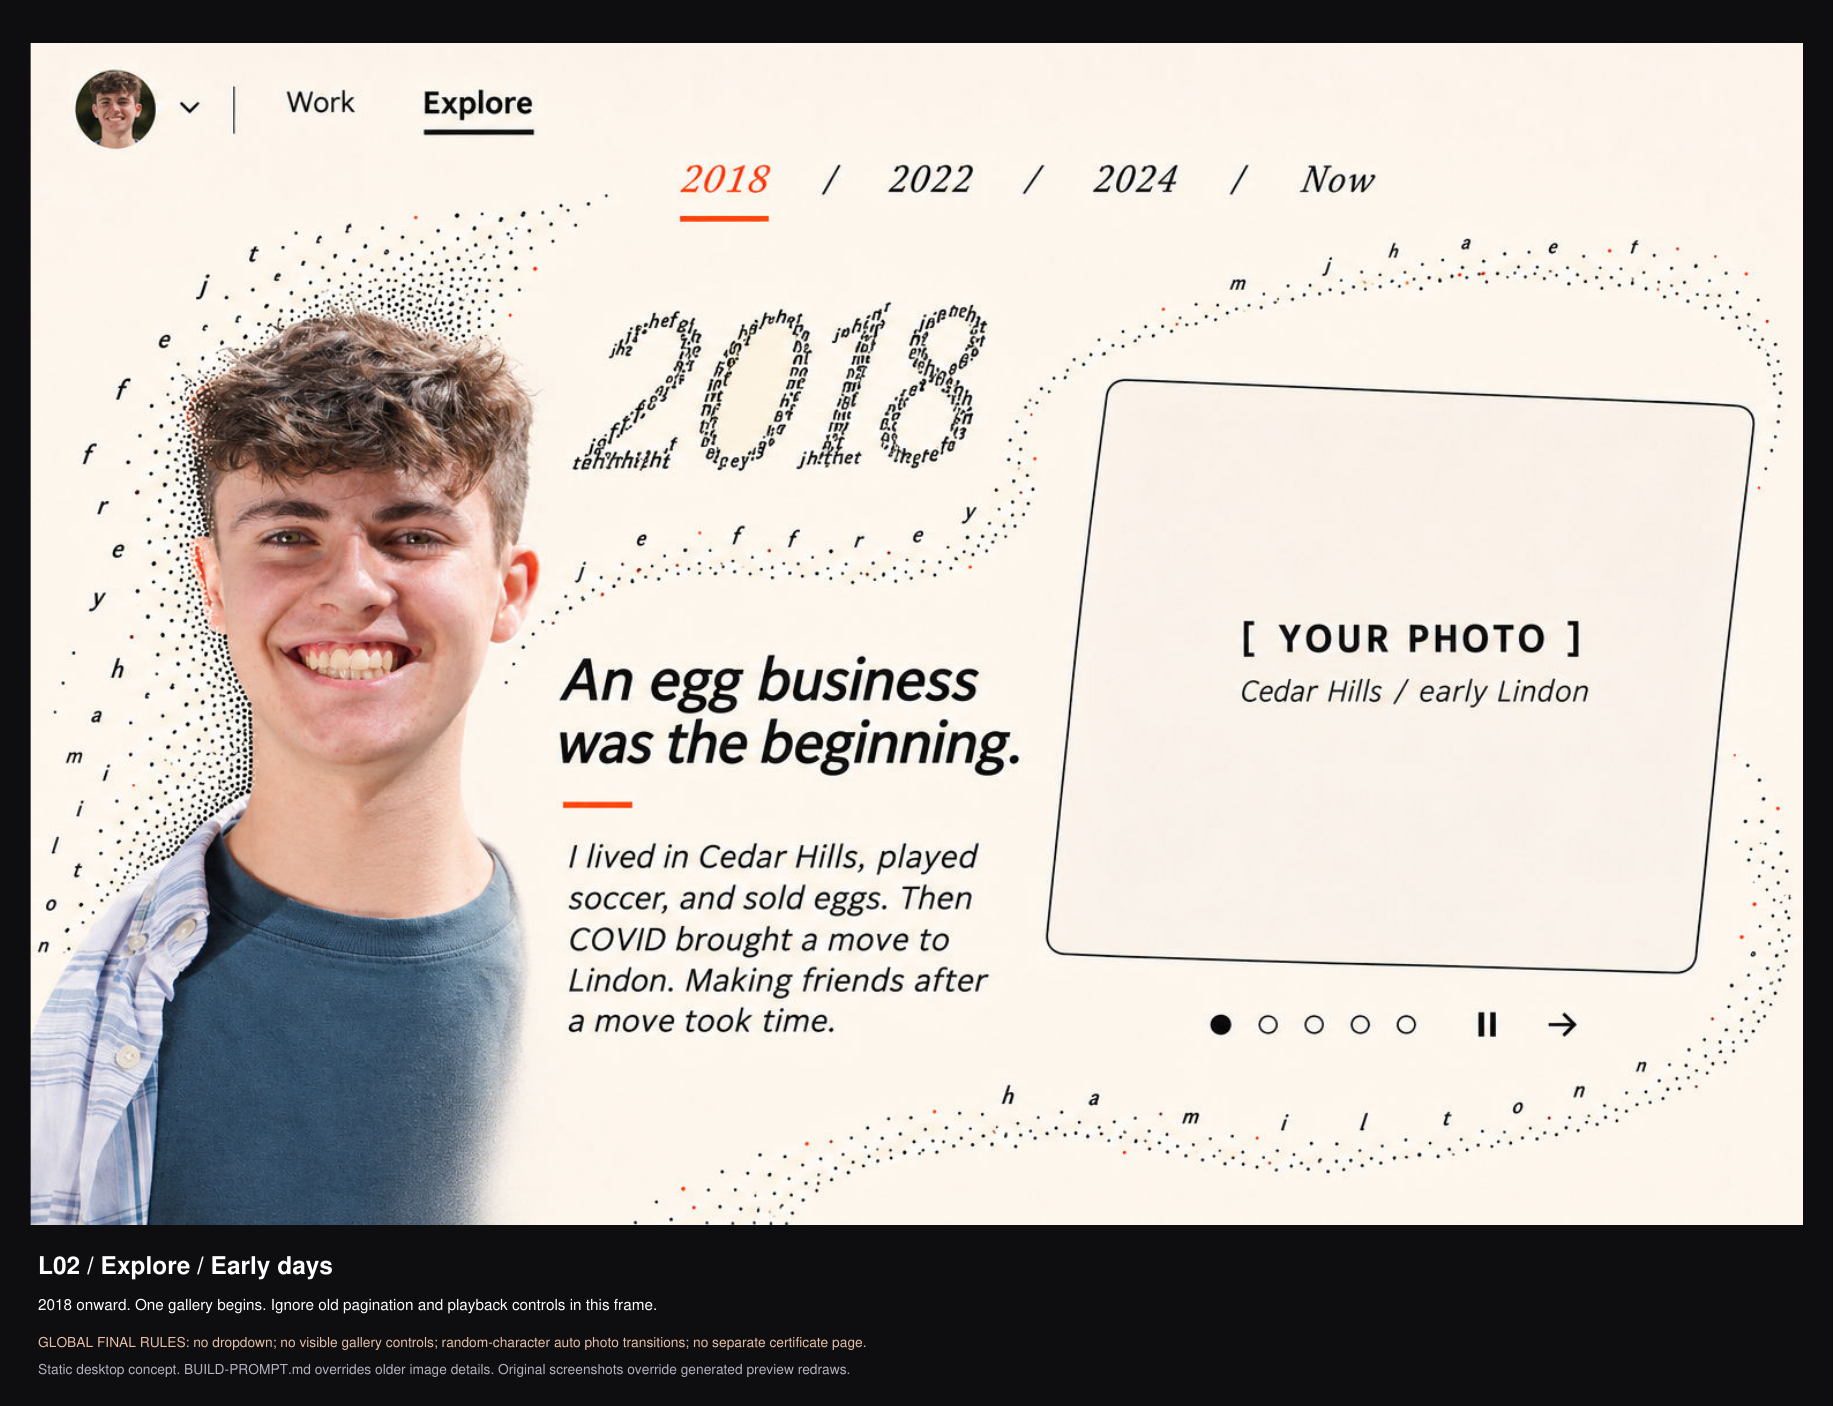 Work
Explore
2018 / 2022 / 2024 / Now
2018
j e f f r e y
m j h a e f
t
j
e
f
f
r
e
y
h
a
m
i
l
t
o
n
An egg business
was the beginning.
I lived in Cedar Hills, played
soccer, and sold eggs. Then
COVID brought a move to
Lindon. Making friends after
a move took time.
[ YOUR PHOTO ]
Cedar Hills / early Lindon
h a m i l t o n n
L02 / Explore / Early days
2018 onward. One gallery begins. Ignore old pagination and playback controls in this frame.
GLOBAL FINAL RULES: no dropdown; no visible gallery controls; random-character auto photo transitions; no separate certificate page.
Static desktop concept. BUILD-PROMPT.md overrides older image details. Original screenshots override generated preview redraws.